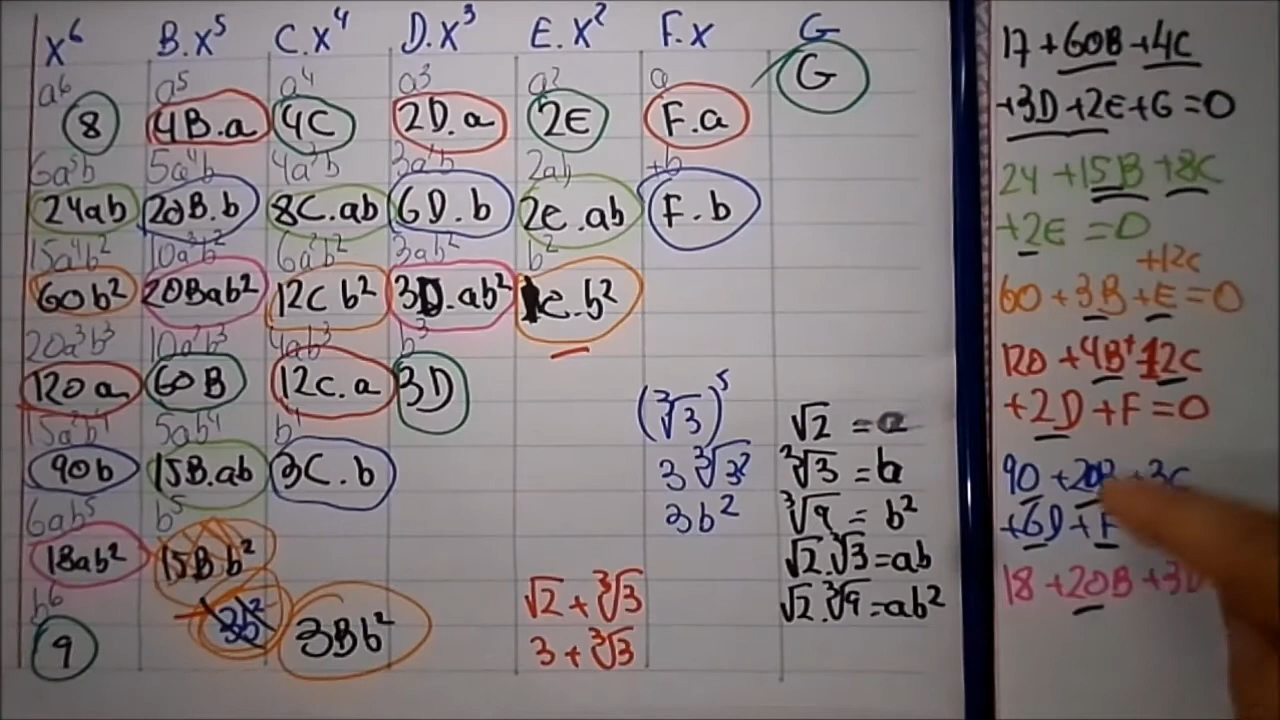 x⁶ B.x⁵ C.x⁴ D.x³ E.x² F.x G
a⁶ a⁵ a⁴ a³ a² a G
8 4B.a 4C 2D.a 2E F.a
6a⁵b 5a⁴b 4a³b 2ab +b
24ab 20B.b 8C.ab 6D.b 2e.ab F.b
15a⁴b² 10a³b² 6a²b² 3ab² b²
60b² 20Bab² 12Cb² 3D.ab² e.b²
20a³b³ 10a²b³ 4ab³ b³
120a 60B 12C.a 3D
15a²b⁴ 5ab⁴ b⁴
90b 15B.ab 3C.b
6ab⁵ b⁵
18ab² 15Bb²
b⁶ 3b² 3Bb²
9
(∛3)⁵
3∛3²
3b²
√2 + ∛3
3 + ∛3
√2 = a
∛3 = b
∛9 = b²
√2.∛3 = ab
√2.∛9 = ab²
17 + 60B + 4C
+3D + 2E + G = 0
24 + 15B + 8C
+2E = 0
+12C
60 + 3B + E = 0
120 + 4B + 12C
+2D + F = 0
90 + 20B + 3C
+6D + F
18 + 20B + 3D